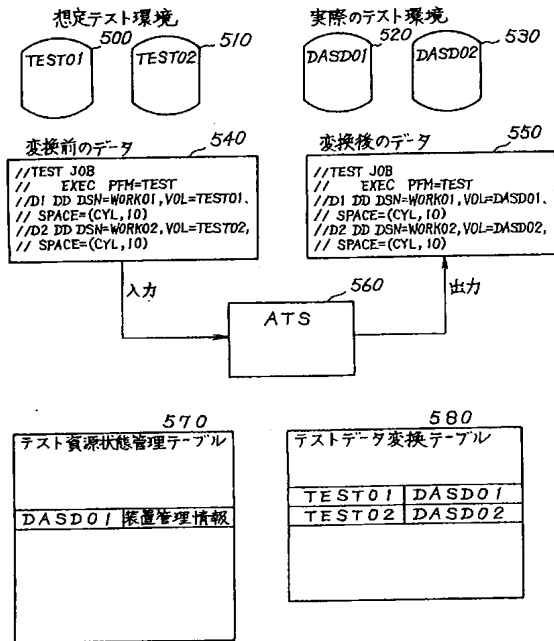 想定テスト環境
500
510
TEST01
TEST02
実際のテスト環境
520
530
DASD01
DASD02
変換前のデータ
540
//TEST JOB
// EXEC PFM=TEST
//D1 DD DSN=WORK01,VOL=TEST01、
// SPACE=(CYL,10)
//D2 DD DSN=WORK02,VOL=TEST02,
// SPACE=(CYL,10)
変換後のデータ
550
//TEST JOB
// EXEC PFM=TEST
//D1 DD DSN=WORK01,VOL=DASD01、
// SPACE=(CYL,10)
//D2 DD DSN=WORK02,VOL=DASD02,
// SPACE=(CYL,10)
入力
560
ATS
出力
570
テスト資源状態管理テーブル
DASD01 装置管理情報
580
テストデータ変換テーブル
TEST01 DASD01
TEST02 DASD02